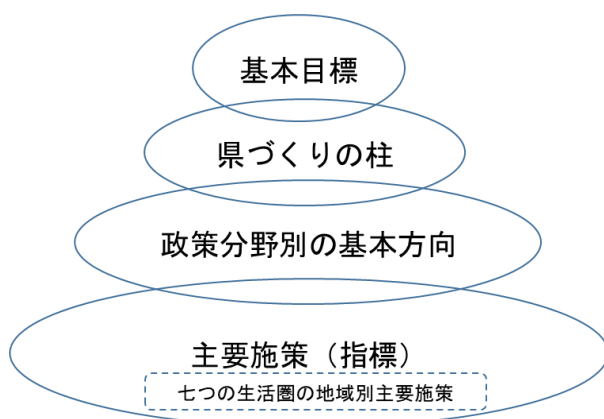 基本目標
県づくりの柱
政策分野別の基本方向
主要施策（指標）
七つの生活圏の地域別主要施策